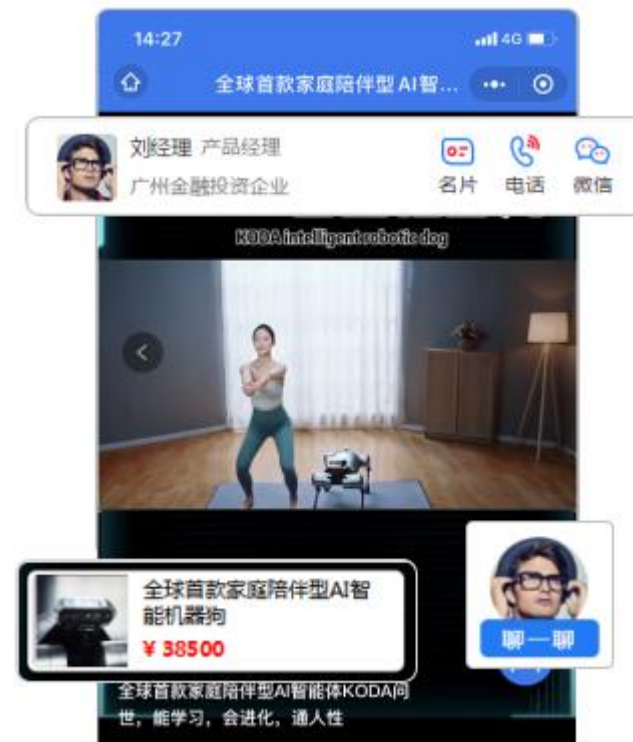 14:27
4G
全球首款家庭陪伴型AI智...
刘经理 产品经理
广州金融投资企业
名片 电话 微信
KODA intelligent robotic dog
全球首款家庭陪伴型AI智
能机器狗
¥ 38500
聊一聊
全球首款家庭陪伴型AI智能体KODA问
世，能学习，会进化，通人性